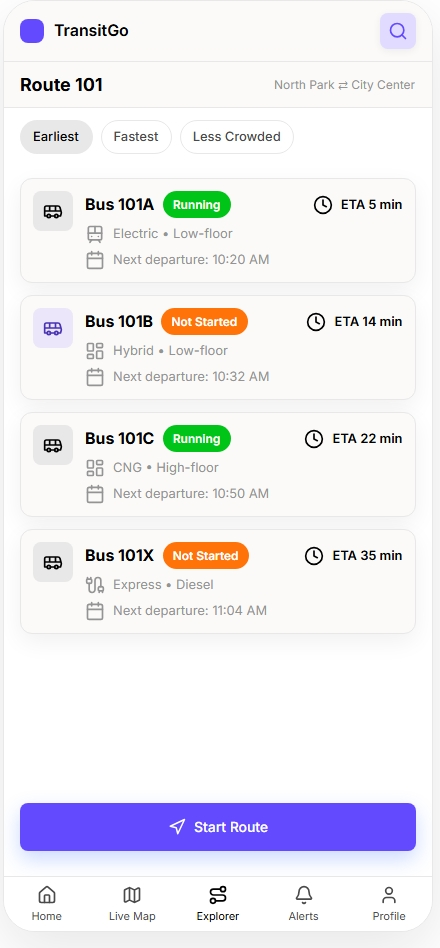 TransitGo
Route 101
North Park ⇄ City Center
Earliest
Fastest
Less Crowded
Bus 101A
Running
ETA 5 min
Electric • Low-floor
Next departure: 10:20 AM
Bus 101B
Not Started
ETA 14 min
Hybrid • Low-floor
Next departure: 10:32 AM
Bus 101C
Running
ETA 22 min
CNG • High-floor
Next departure: 10:50 AM
Bus 101X
Not Started
ETA 35 min
Express • Diesel
Next departure: 11:04 AM
Start Route
Home
Live Map
Explorer
Alerts
Profile